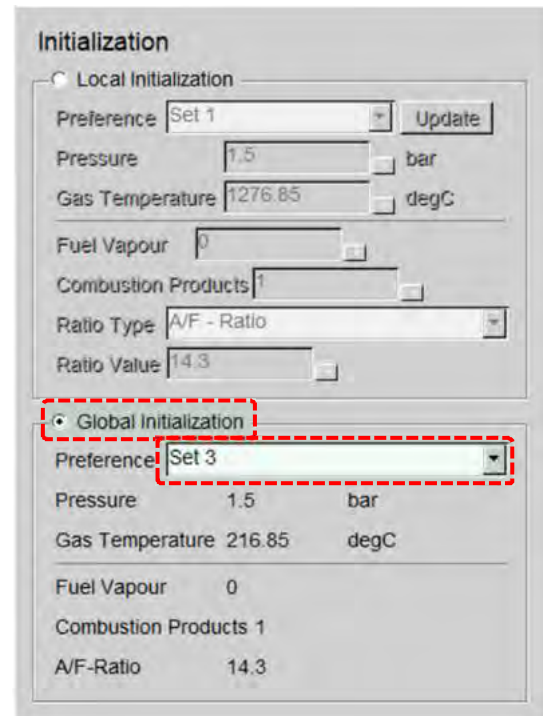 Initialization
Local Initialization
Preference Set 1 Update
Pressure 1.5 bar
Gas Temperature 1276.85 degC
Fuel Vapour 0
Combustion Products 1
Ratio Type A/F - Ratio
Ratio Value 14.3
Global Initialization
Preference Set 3
Pressure 1.5 bar
Gas Temperature 216.85 degC
Fuel Vapour 0
Combustion Products 1
A/F-Ratio 14.3